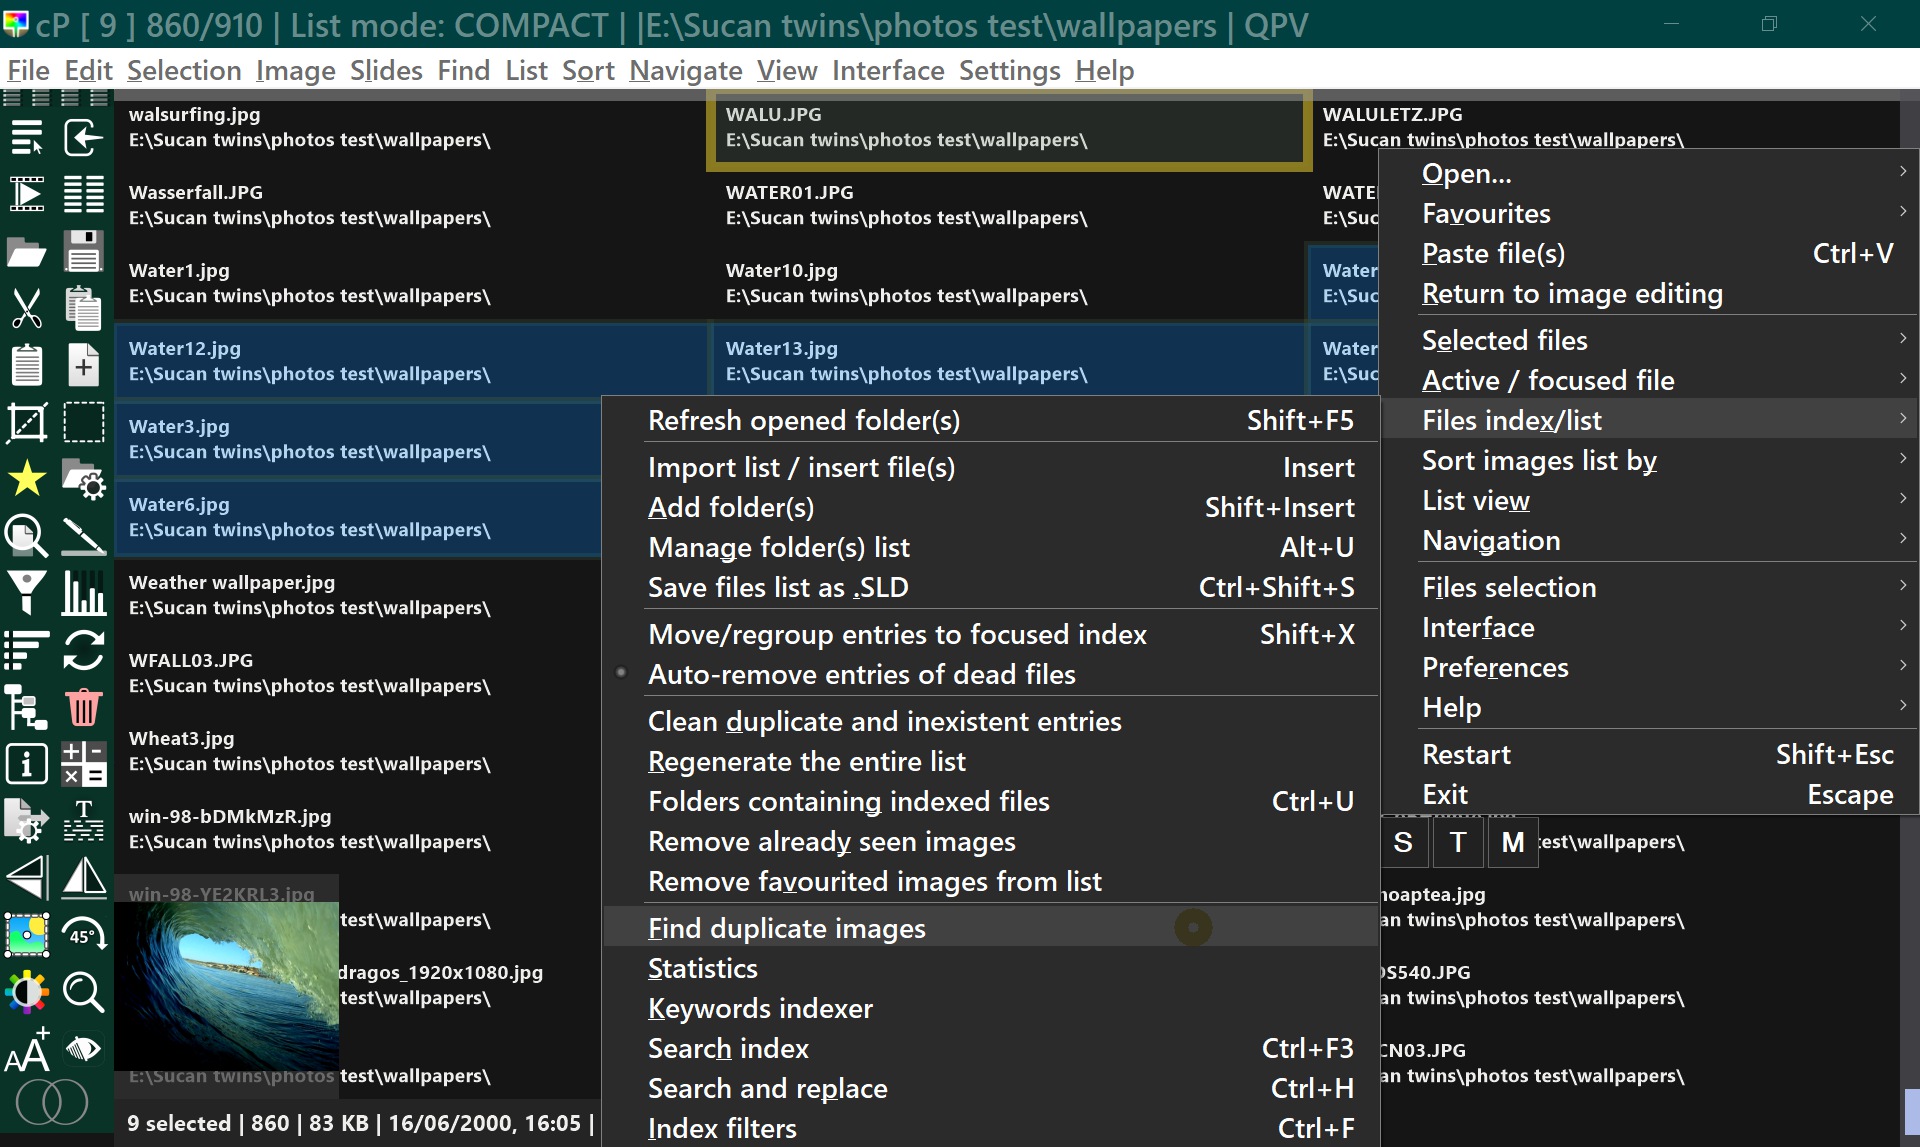 cP [ 9 ] 860/910 | List mode: COMPACT | |E:\Sucan twins\photos test\wallpapers | QPV
File Edit Selection Image Slides Find List Sort Navigate View Interface Settings Help
walsurfing.jpg
E:\Sucan twins\photos test\wallpapers\
WALU.JPG
E:\Sucan twins\photos test\wallpapers\
WALULETZ.JPG
E:\Sucan twins\photos test\wallpapers\
Wasserfall.JPG
E:\Sucan twins\photos test\wallpapers\
WATER01.JPG
E:\Sucan twins\photos test\wallpapers\
WATE
E:\Suc
Water1.jpg
E:\Sucan twins\photos test\wallpapers\
Water10.jpg
E:\Sucan twins\photos test\wallpapers\
Water
E:\Suc
Water12.jpg
E:\Sucan twins\photos test\wallpapers\
Water13.jpg
E:\Sucan twins\photos test\wallpapers\
Water
E:\Suc
Water3.jpg
E:\Sucan twins\photos test\wallpapers\
Water6.jpg
E:\Sucan twins\photos test\wallpapers\
Weather wallpaper.jpg
E:\Sucan twins\photos test\wallpapers\
WFALL03.JPG
E:\Sucan twins\photos test\wallpapers\
Wheat3.jpg
E:\Sucan twins\photos test\wallpapers\
win-98-bDMkMzR.jpg
E:\Sucan twins\photos test\wallpapers\
win-98-YE2KRL3.jpg
test\wallpapers\
dragos_1920x1080.jpg
test\wallpapers\
E:\Sucan twins\photos test\wallpapers\
45°
T
AA+
9 selected | 860 | 83 KB | 16/06/2000, 16:05 |
Refresh opened folder(s) Shift+F5
Import list / insert file(s) Insert
Add folder(s) Shift+Insert
Manage folder(s) list Alt+U
Save files list as .SLD Ctrl+Shift+S
Move/regroup entries to focused index Shift+X
Auto-remove entries of dead files
Clean duplicate and inexistent entries
Regenerate the entire list
Folders containing indexed files Ctrl+U
Remove already seen images
Remove favourited images from list
Find duplicate images
Statistics
Keywords indexer
Search index Ctrl+F3
Search and replace Ctrl+H
Index filters Ctrl+F
Open...
Favourites
Paste file(s) Ctrl+V
Return to image editing
Selected files
Active / focused file
Files index/list
Sort images list by
List view
Navigation
Files selection
Interface
Preferences
Help
Restart Shift+Esc
Exit Escape
S T M
est\wallpapers\
noaptea.jpg
an twins\photos test\wallpapers\
OS540.JPG
an twins\photos test\wallpapers\
CN03.JPG
an twins\photos test\wallpapers\